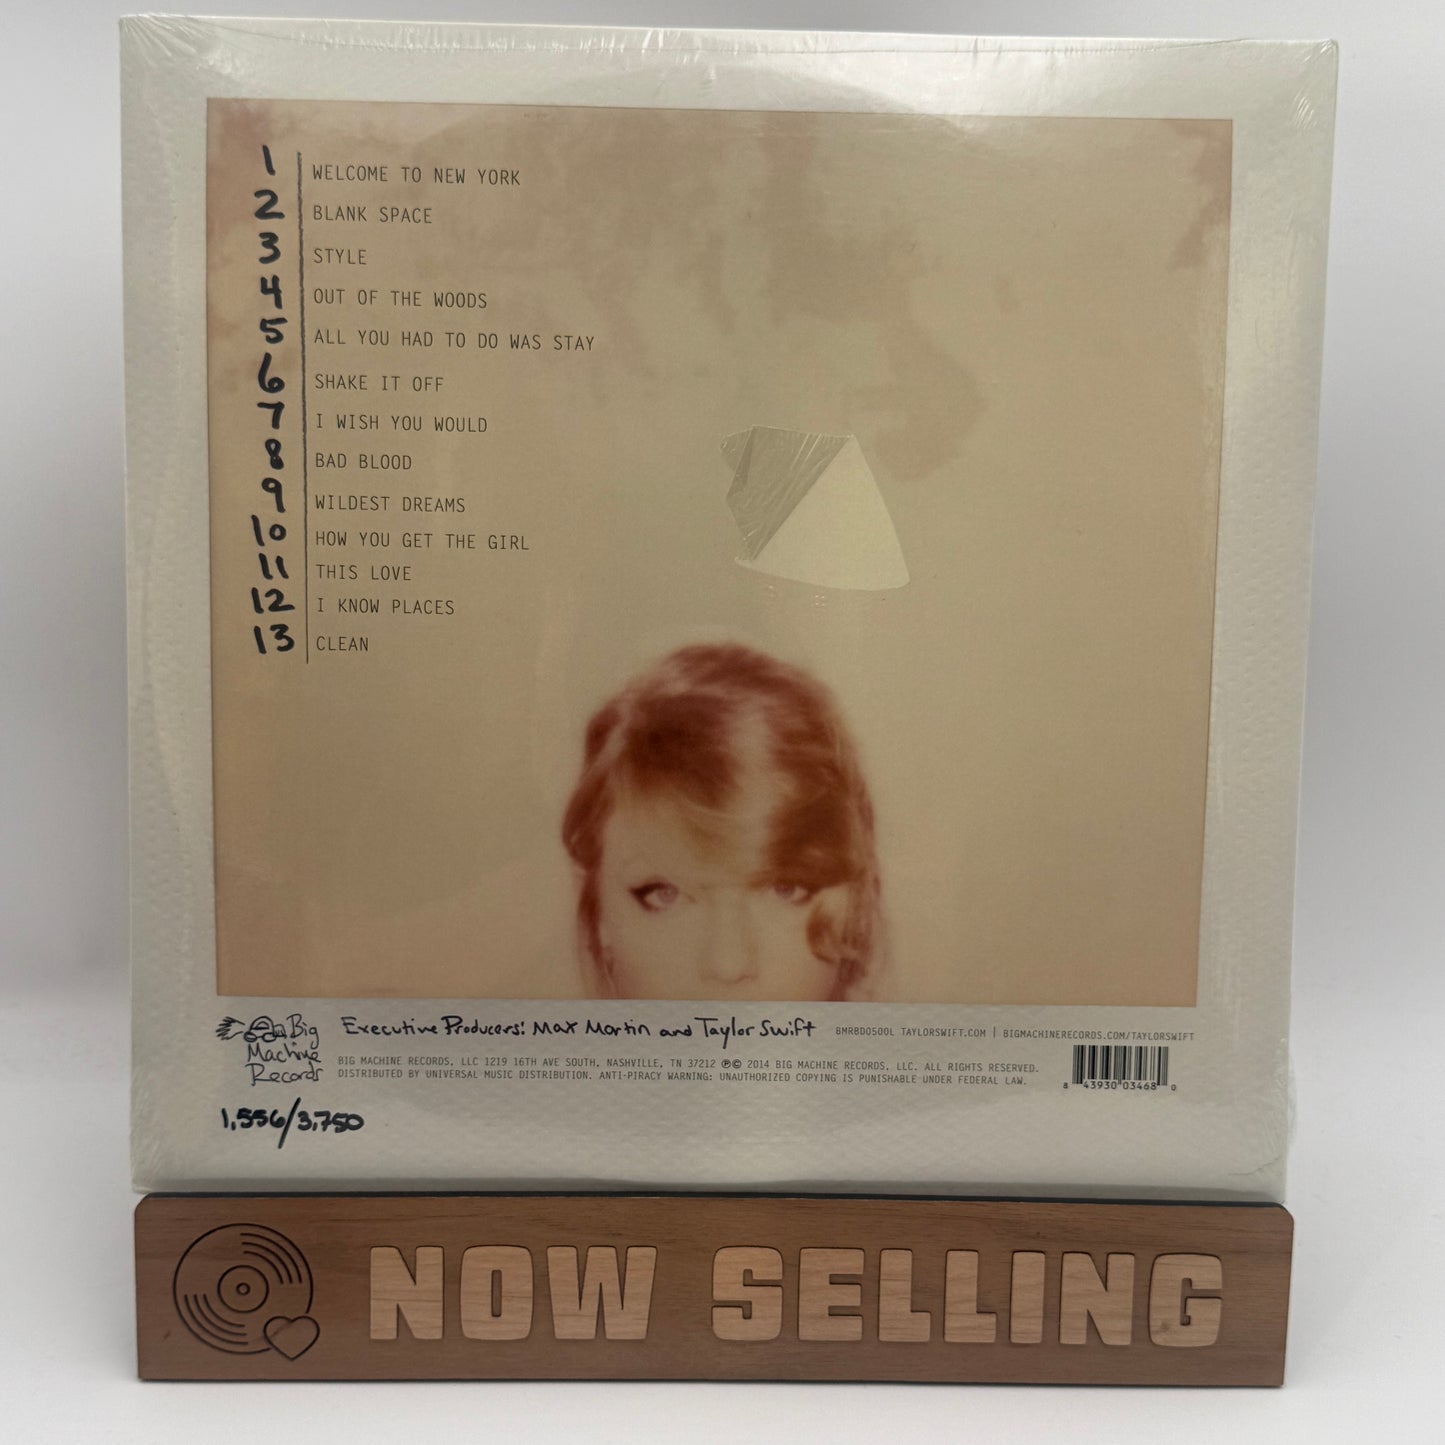 1 WELCOME TO NEW YORK
2 BLANK SPACE
3 STYLE
4 OUT OF THE WOODS
5 ALL YOU HAD TO DO WAS STAY
6 SHAKE IT OFF
7 I WISH YOU WOULD
8 BAD BLOOD
9 WILDEST DREAMS
10 HOW YOU GET THE GIRL
11 THIS LOVE
12 I KNOW PLACES
13 CLEAN
Big
Machine
Records
Executive Producers: Max Martin and Taylor Swift
BMRBD0500L TAYLORSWIFT.COM | BIGMACHINERECORDS.COM/TAYLORSWIFT
BIG MACHINE RECORDS, LLC 1219 16TH AVE SOUTH, NASHVILLE, TN 37212 ℗© 2014 BIG MACHINE RECORDS, LLC. ALL RIGHTS RESERVED.
DISTRIBUTED BY UNIVERSAL MUSIC DISTRIBUTION. ANTI-PIRACY WARNING: UNAUTHORIZED COPYING IS PUNISHABLE UNDER FEDERAL LAW.
8 43930 03468 0
1,556/3,750
NOW SELLING